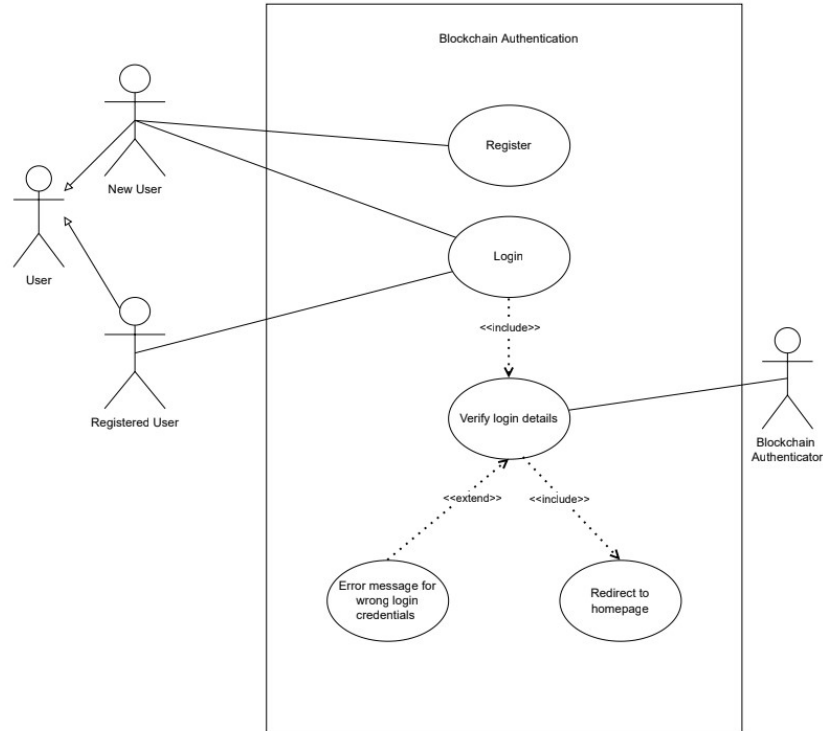 Blockchain Authentication
Register
New User
Login
User
<<include>>
Registered User
Verify login details
Blockchain
Authenticator
<<extend>>
<<include>>
Error message for
wrong login
credentials
Redirect to
homepage